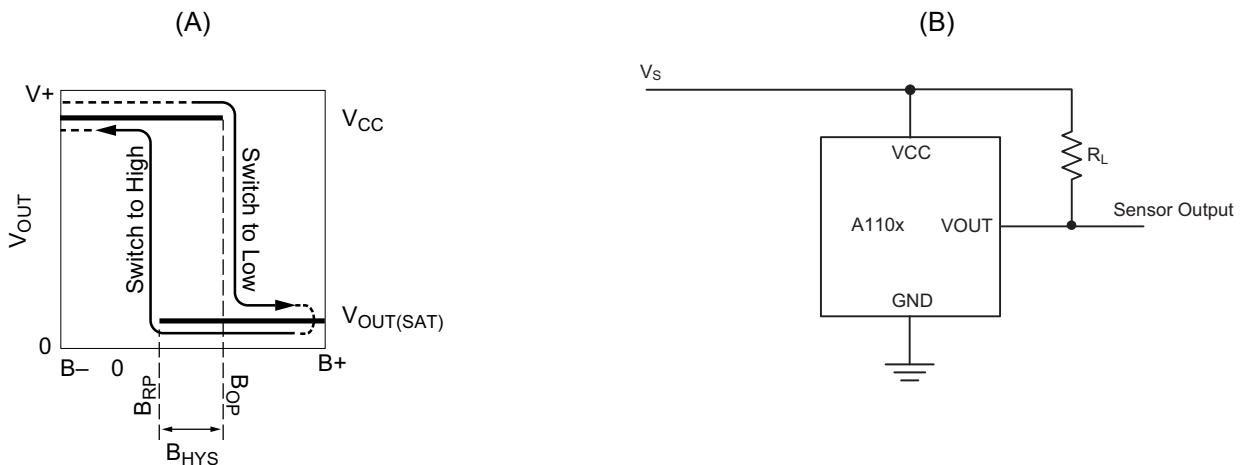 (A)
V+
VCC
Switch to High
Switch to Low
VOUT
VOUT(SAT)
0
B– 0 B+
BRP
BOP
BHYS
(B)
VS
VCC
RL
A110x
VOUT
Sensor Output
GND